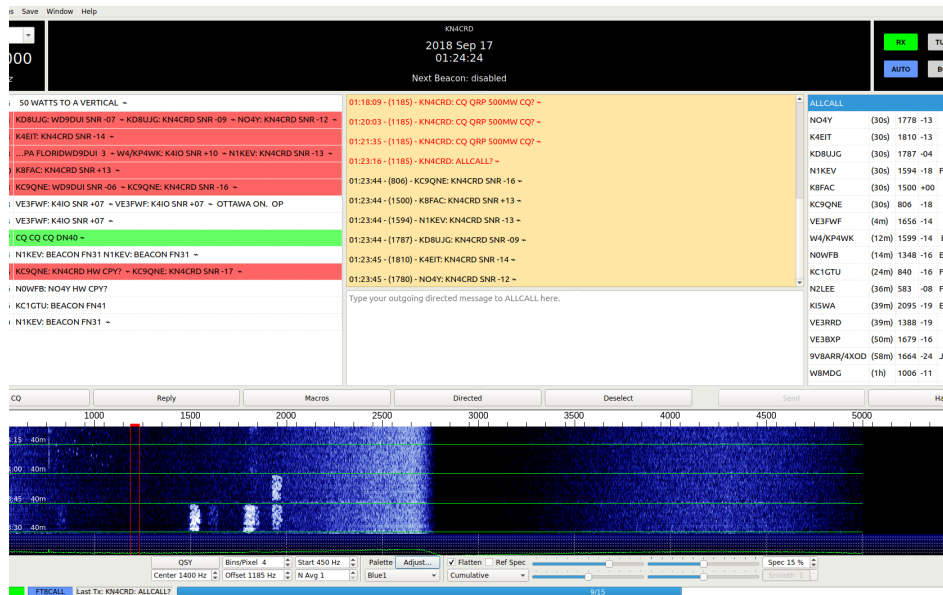 Save Window Help
KN4CRD
2018 Sep 17
01:24:24
Next Beacon: disabled
000
RX
AUTO
50 WATTS TO A VERTICAL ~
KD8UJG: WD9DUI SNR -07 ~ KD8UJG: KN4CRD SNR -09 ~ NO4Y: KN4CRD SNR -12 ~
K4EIT: KN4CRD SNR -14 ~
...PA FLORIDWD9DUI 3 ~ W4/KP4WK: K4IO SNR +10 ~ N1KEV: KN4CRD SNR -13 ~
K8FAC: KN4CRD SNR +13 ~
KC9QNE: WD9DUI SNR -06 ~ KC9QNE: KN4CRD SNR -16 ~
VE3FWF: K4IO SNR +07 ~ VE3FWF: K4IO SNR +07 ~ OTTAWA ON. OP
VE3FWF: K4IO SNR +07 ~
CQ CQ CQ DN40 ~
N1KEV: BEACON FN31 N1KEV: BEACON FN31 ~
KC9QNE: KN4CRD HW CPY? ~ KC9QNE: KN4CRD SNR -17 ~
N0WFB: NO4Y HW CPY?
KC1GTU: BEACON FN41
N1KEV: BEACON FN31 ~
01:18:09 - (1185) - KN4CRD: CQ QRP 500MW CQ? ~
01:20:03 - (1185) - KN4CRD: CQ QRP 500MW CQ? ~
01:21:35 - (1185) - KN4CRD: CQ QRP 500MW CQ? ~
01:23:16 - (1185) - KN4CRD: ALLCALL? ~
01:23:44 - (806) - KC9QNE: KN4CRD SNR -16 ~
01:23:44 - (1500) - K8FAC: KN4CRD SNR +13 ~
01:23:44 - (1594) - N1KEV: KN4CRD SNR -13 ~
01:23:44 - (1787) - KD8UJG: KN4CRD SNR -09 ~
01:23:45 - (1810) - K4EIT: KN4CRD SNR -14 ~
01:23:45 - (1780) - NO4Y: KN4CRD SNR -12 ~
Type your outgoing directed message to ALLCALL here.
ALLCALL
NO4Y (30s) 1778 -13
K4EIT (30s) 1810 -13
KD8UJG (30s) 1787 -04
N1KEV (30s) 1594 -18 F
K8FAC (30s) 1500 +00
KC9QNE (30s) 806 -18
VE3FWF (4m) 1656 -14
W4/KP4WK (12m) 1599 -14
N0WFB (14m) 1348 -16 E
KC1GTU (24m) 840 -16 F
N2LEE (36m) 583 -08 F
KI5WA (39m) 2095 -19 E
VE3RRD (39m) 1388 -19
VE3BXP (50m) 1679 -16
9V8ARR/4XOD (58m) 1664 -24 J
W8MDG (1h) 1006 -11
CQ Reply Macros Directed Deselect Send Ha
1000 1500 2000 2500 3000 3500 4000 4500 5000
4:15 40m
:00 40m
3:45 40m
3:30 40m
QSY Bins/Pixel 4 Start 450 Hz Palette Adjust... Flatten Ref Spec Spec 15 %
Center 1400 Hz Offset 1185 Hz N Avg 1 Blue1 Cumulative Smooth 1
FT8CALL Last Tx: KN4CRD: ALLCALL? 9/15